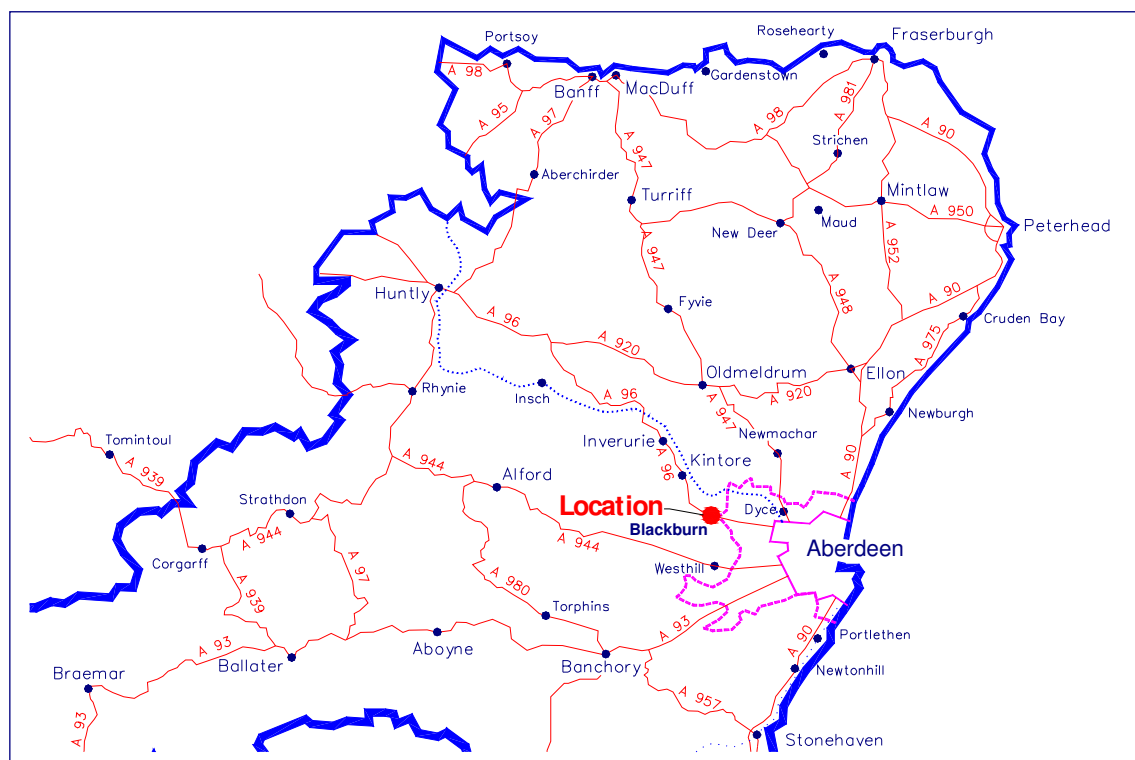 Rosehearty
Fraserburgh
Portsoy
A 98
Gardenstown
Banff
MacDuff
A 95
A 97
A 98
A 981
A 90
Strichen
A 947
Aberchirder
Turriff
Mintlaw
A 950
New Deer
Maud
Peterhead
A 947
A 952
Huntly
Fyvie
A 948
A 90
Cruden Bay
A 96
A 920
A 975
Oldmeldrum
Ellon
Rhynie
Insch
A 96
A 947
A 920
Newburgh
Tomintoul
Inverurie
Newmachar
A 90
A 939
A 944
Alford
A 96
Kintore
Strathdon
Location
Dyce
Blackburn
A 944
A 944
Aberdeen
Corgarff
A 97
Westhill
A 980
A 939
Torphins
A 93
A 93
A 90
Portlethen
Ballater
Aboyne
Banchory
Braemar
Newtonhill
A 957
A 93
Stonehaven